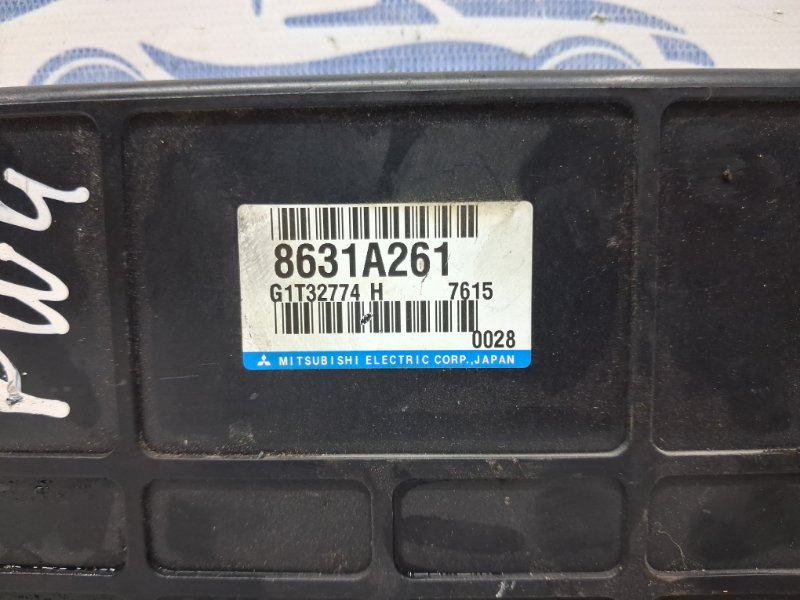 8631A261
G1T32774 H 7615
0028
MITSUBISHI ELECTRIC CORP.,JAPAN